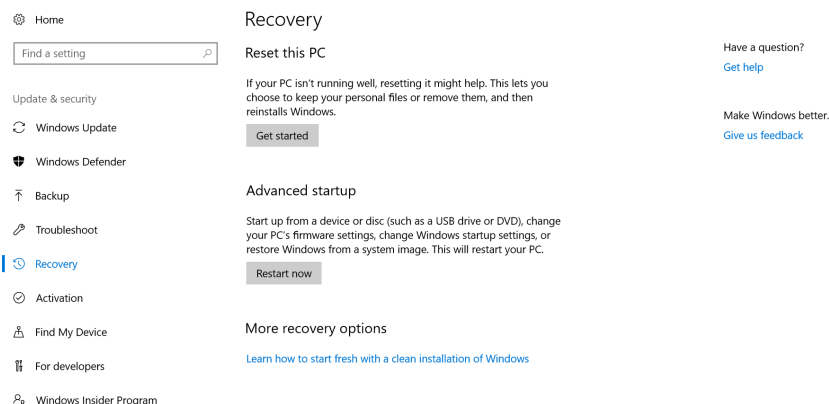 Home
Find a setting
Update & security
Windows Update
Windows Defender
Backup
Troubleshoot
Recovery
Activation
Find My Device
For developers
Windows Insider Program
Recovery
Reset this PC
If your PC isn't running well, resetting it might help. This lets you
choose to keep your personal files or remove them, and then
reinstalls Windows.
Get started
Advanced startup
Start up from a device or disc (such as a USB drive or DVD), change
your PC's firmware settings, change Windows startup settings, or
restore Windows from a system image. This will restart your PC.
Restart now
More recovery options
Learn how to start fresh with a clean installation of Windows
Have a question?
Get help
Make Windows better.
Give us feedback